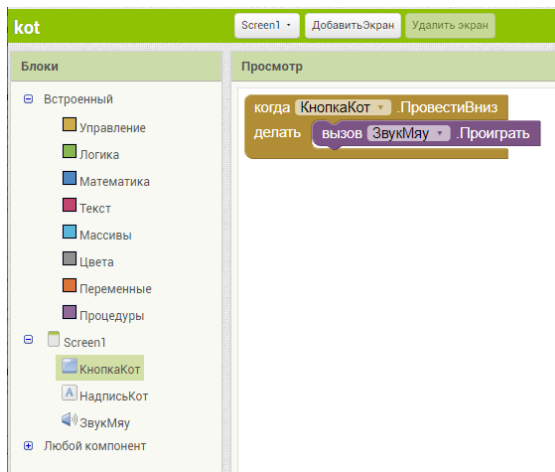 kot
Screen1
ДобавитьЭкран
Удалить экран
Блоки
Просмотр
Встроенный
Управление
Логика
Математика
Текст
Массивы
Цвета
Переменные
Процедуры
Screen1
КнопкаКот
A НадписьКот
ЗвукМяу
Любой компонент
когда КнопкаКот .ПровестиВниз
делать вызов ЗвукМяу .Проиграть